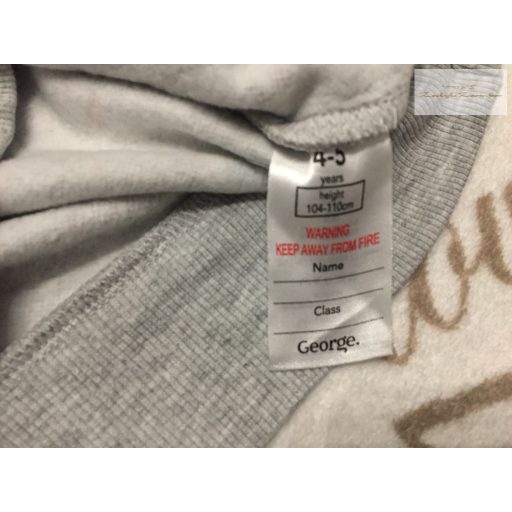 4-5
years
height
104-110cm
WARNING
KEEP AWAY FROM FIRE
Name
Class
George.